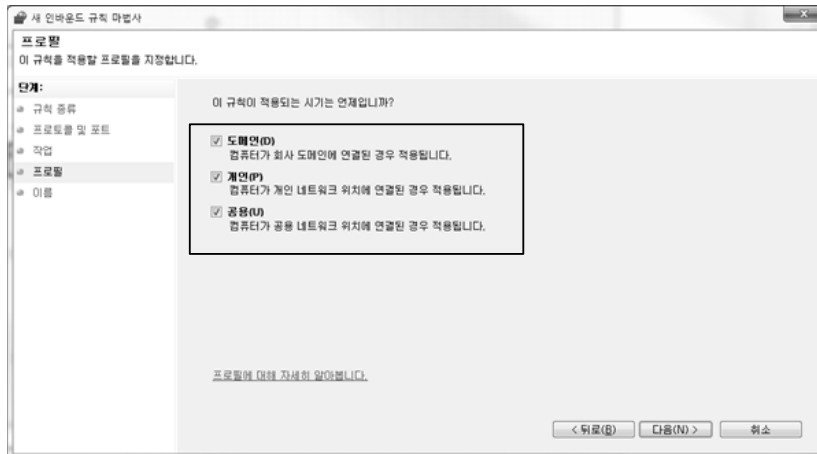 새 인바운드 규칙 마법사
프로필
이 규칙을 적용할 프로필을 지정합니다.
단계:
규칙 종류
프로토콜 및 포트
작업
프로필
이름
이 규칙이 적용되는 시기는 언제입니까?
도메인(D)
컴퓨터가 회사 도메인에 연결된 경우 적용됩니다.
개인(P)
컴퓨터가 개인 네트워크 위치에 연결된 경우 적용됩니다.
공용(U)
컴퓨터가 공용 네트워크 위치에 연결된 경우 적용됩니다.
프로필에 대해 자세히 알아봅니다.
< 뒤로(B) 다음(N) > 취소